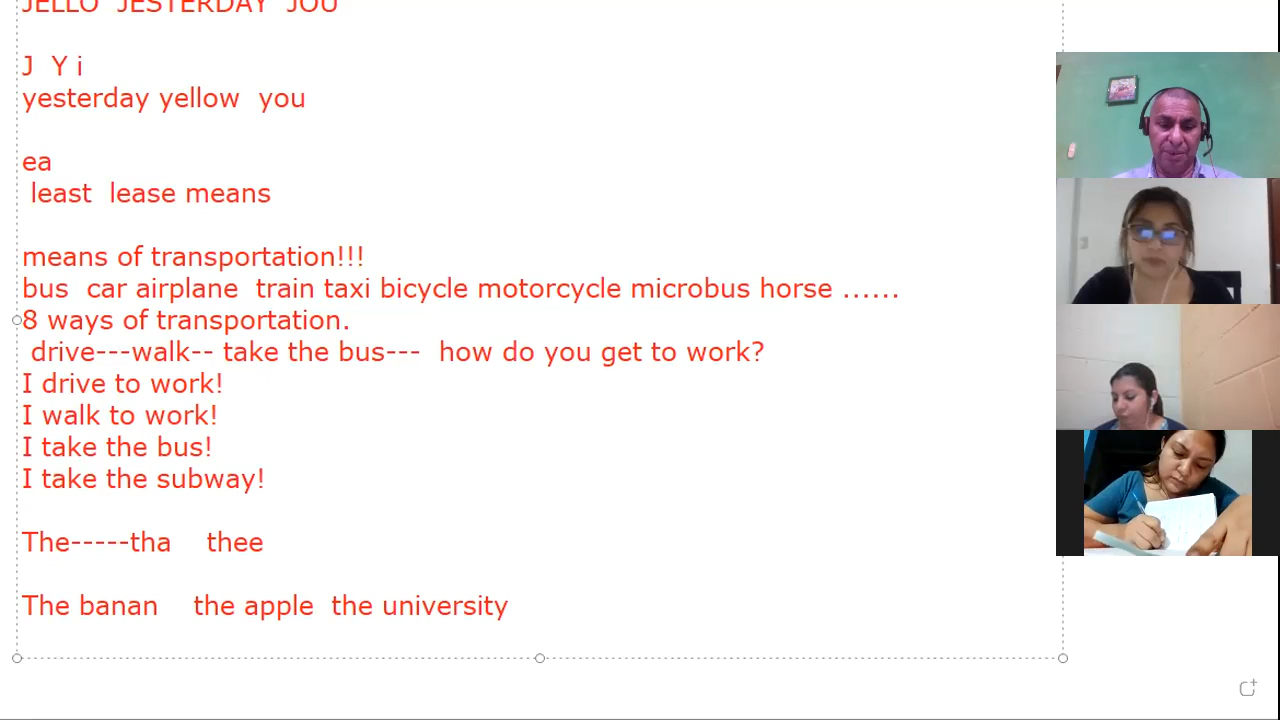 JELLO  JESTERDAY  JOU
J  Y i
yesterday yellow  you
ea
least  lease means
means of transportation!!!
bus  car airplane  train taxi bicycle motorcycle microbus horse ......
8 ways of transportation.
drive---walk-- take the bus---  how do you get to work?
I drive to work!
I walk to work!
I take the bus!
I take the subway!
The-----tha    thee
The banan    the apple  the university